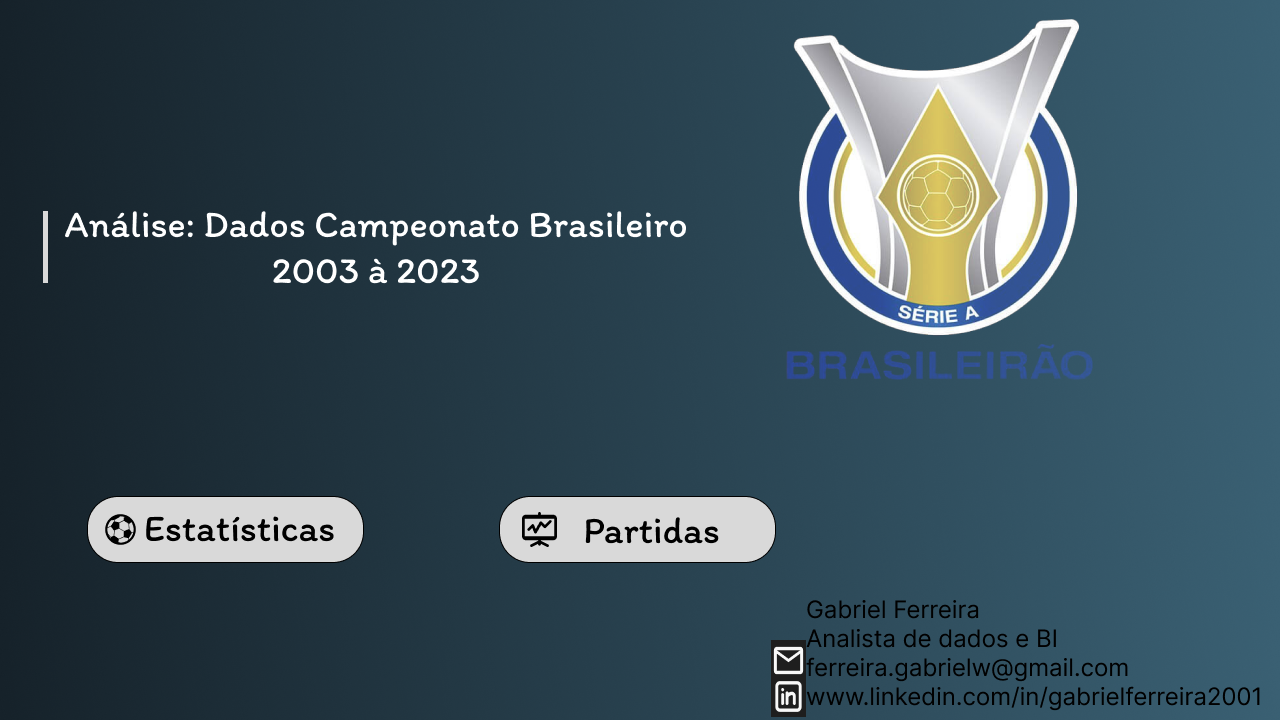 Análise: Dados Campeonato Brasileiro
2003 à 2023
SÉRIE A
BRASILEIRÃO
Estatísticas
Partidas
Gabriel Ferreira
Analista de dados e BI
ferreira.gabrielw@gmail.com
in www.linkedin.com/in/gabrielferreira2001